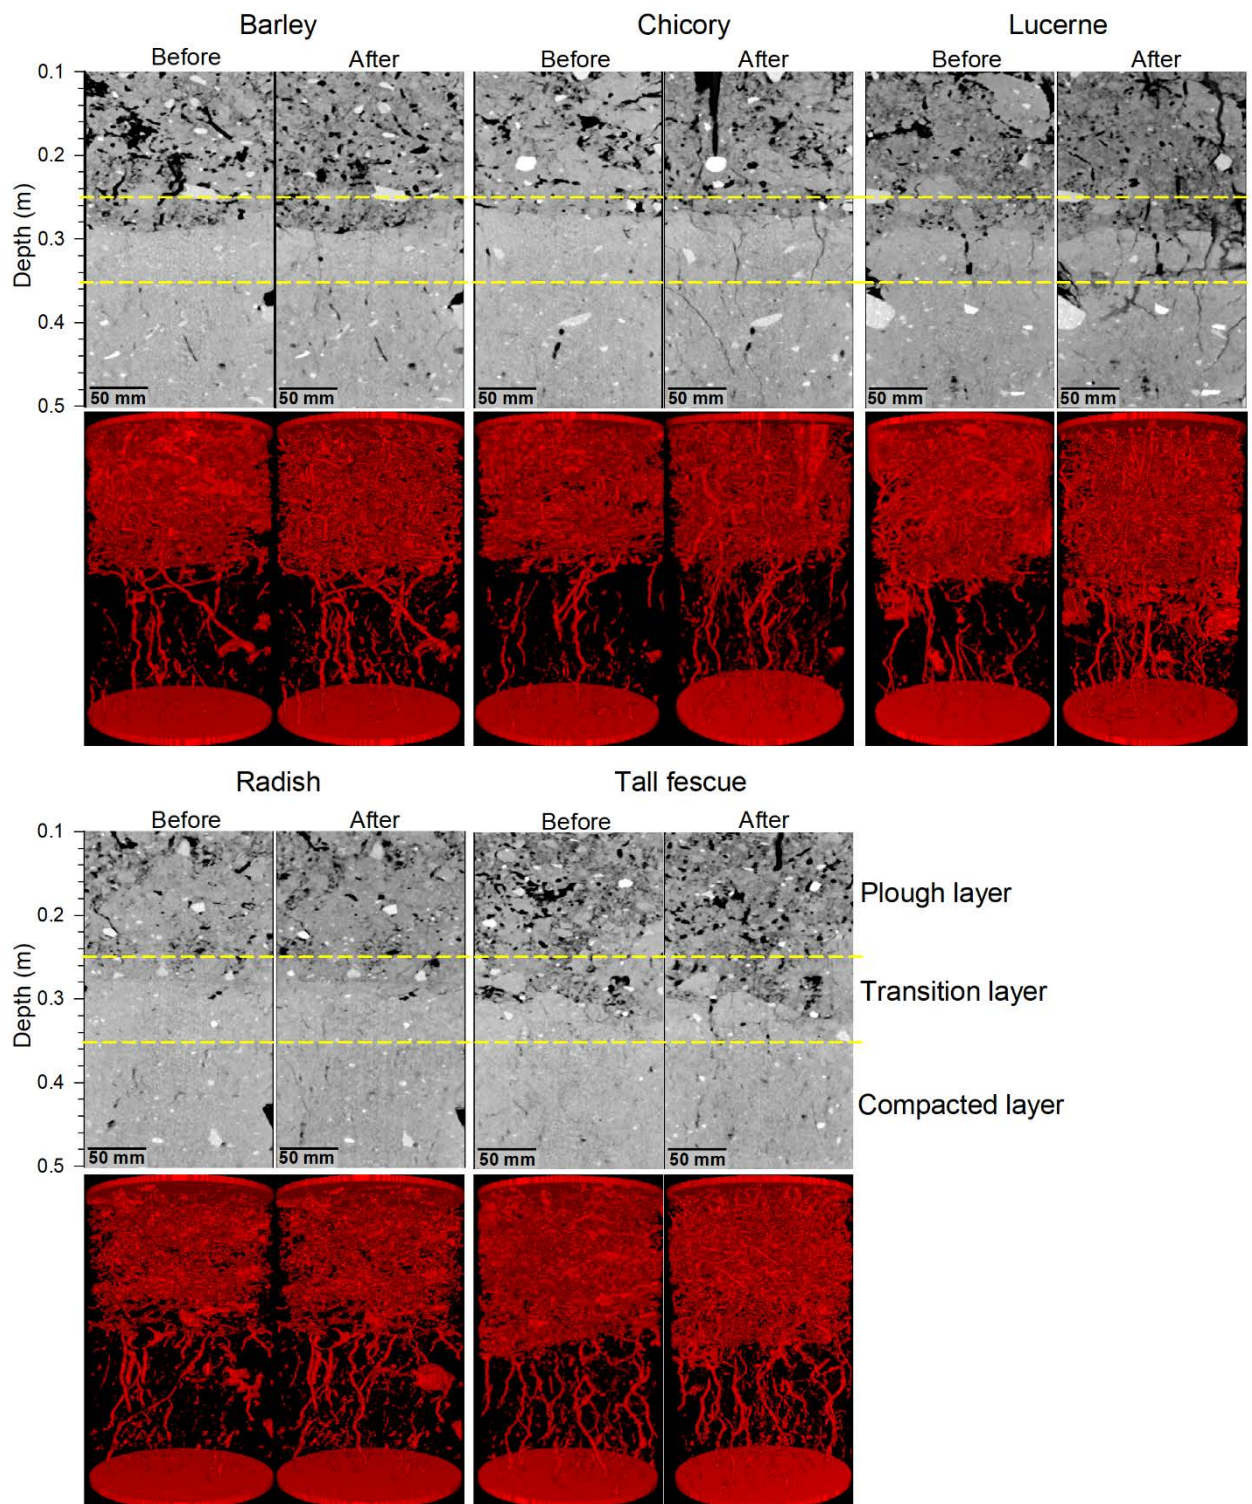 Barley Chicory Lucerne
Before After Before After Before After
0.1
0.2
Depth (m)
0.3
0.4
0.5
50 mm 50 mm 50 mm 50 mm 50 mm 50 mm
Radish Tall fescue
Before After Before After
0.1
Plough layer
0.2
Depth (m)
0.3
Transition layer
0.4
Compacted layer
0.5
50 mm 50 mm 50 mm 50 mm